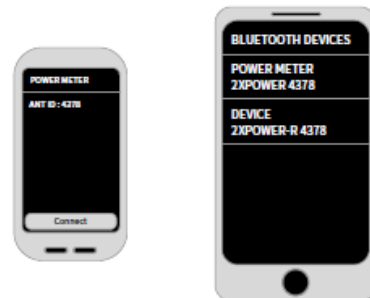 POWER METER
ANT ID : 4378
Connect
BLUETOOTH DEVICES
POWER METER
2XPOWER 4378
DEVICE
2XPOWER-R 4378